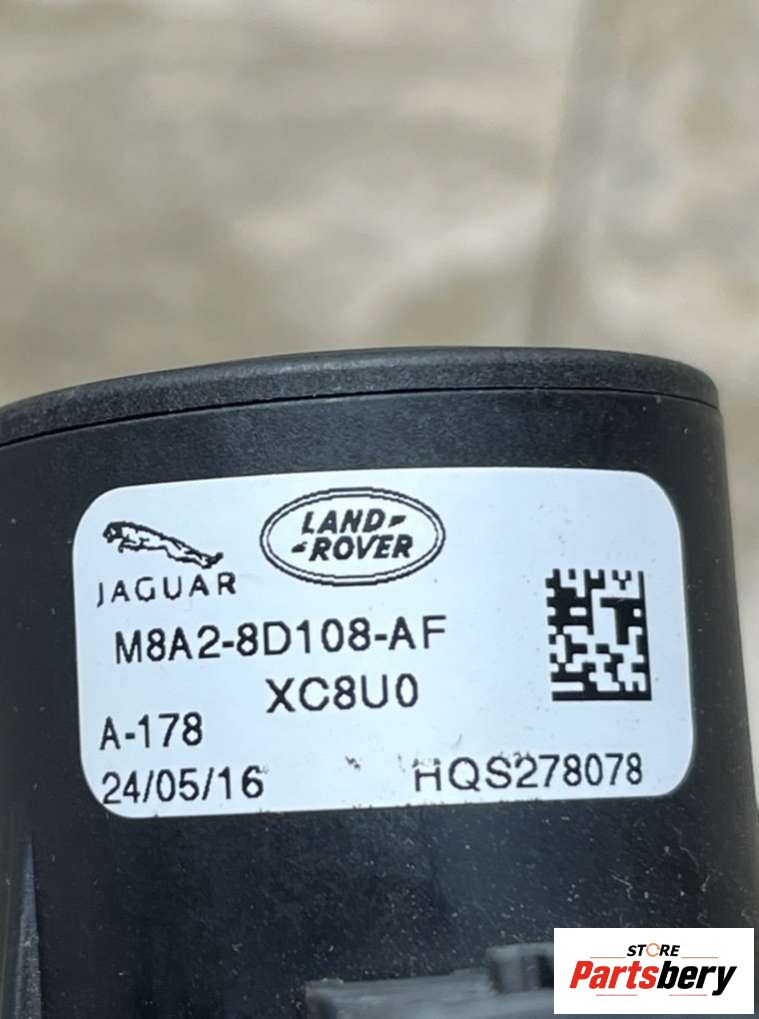 JAGUAR
LAND-
-ROVER
M8A2-8D108-AF
XC8U0
A-178
24/05/16
HQS278078
STORE
Partsbery